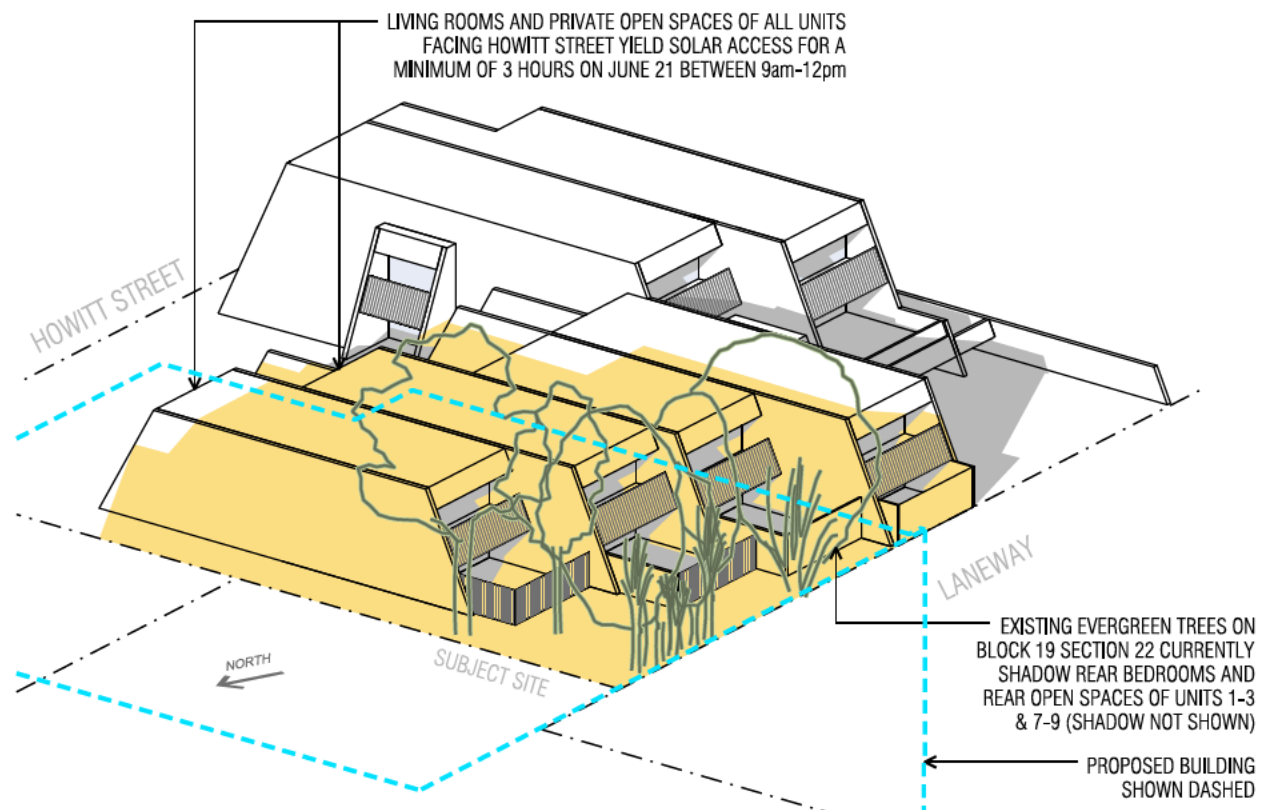 LIVING ROOMS AND PRIVATE OPEN SPACES OF ALL UNITS
FACING HOWITT STREET YIELD SOLAR ACCESS FOR A
MINIMUM OF 3 HOURS ON JUNE 21 BETWEEN 9am-12pm
HOWITT STREET
LANEWAY
NORTH
SUBJECT SITE
EXISTING EVERGREEN TREES ON
BLOCK 19 SECTION 22 CURRENTLY
SHADOW REAR BEDROOMS AND
REAR OPEN SPACES OF UNITS 1-3
& 7-9 (SHADOW NOT SHOWN)
PROPOSED BUILDING
SHOWN DASHED